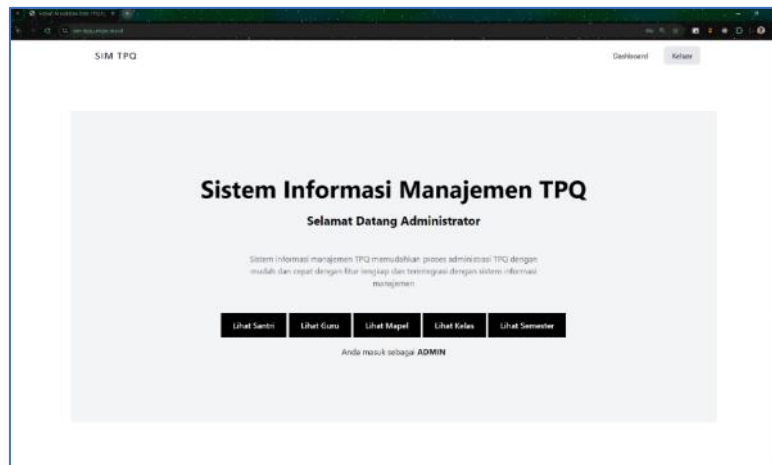 SIM TPQ
Dashboard Keluar
Sistem Informasi Manajemen TPQ
Selamat Datang Administrator
Sistem informasi manajemen TPQ memudahkan proses administrasi TPQ dengan
mudah dan cepat dengan fitur lengkap dan terintegrasi dengan sistem informasi
manajemen
Lihat Santri Lihat Guru Lihat Mapel Lihat Kelas Lihat Semester
Anda masuk sebagai ADMIN